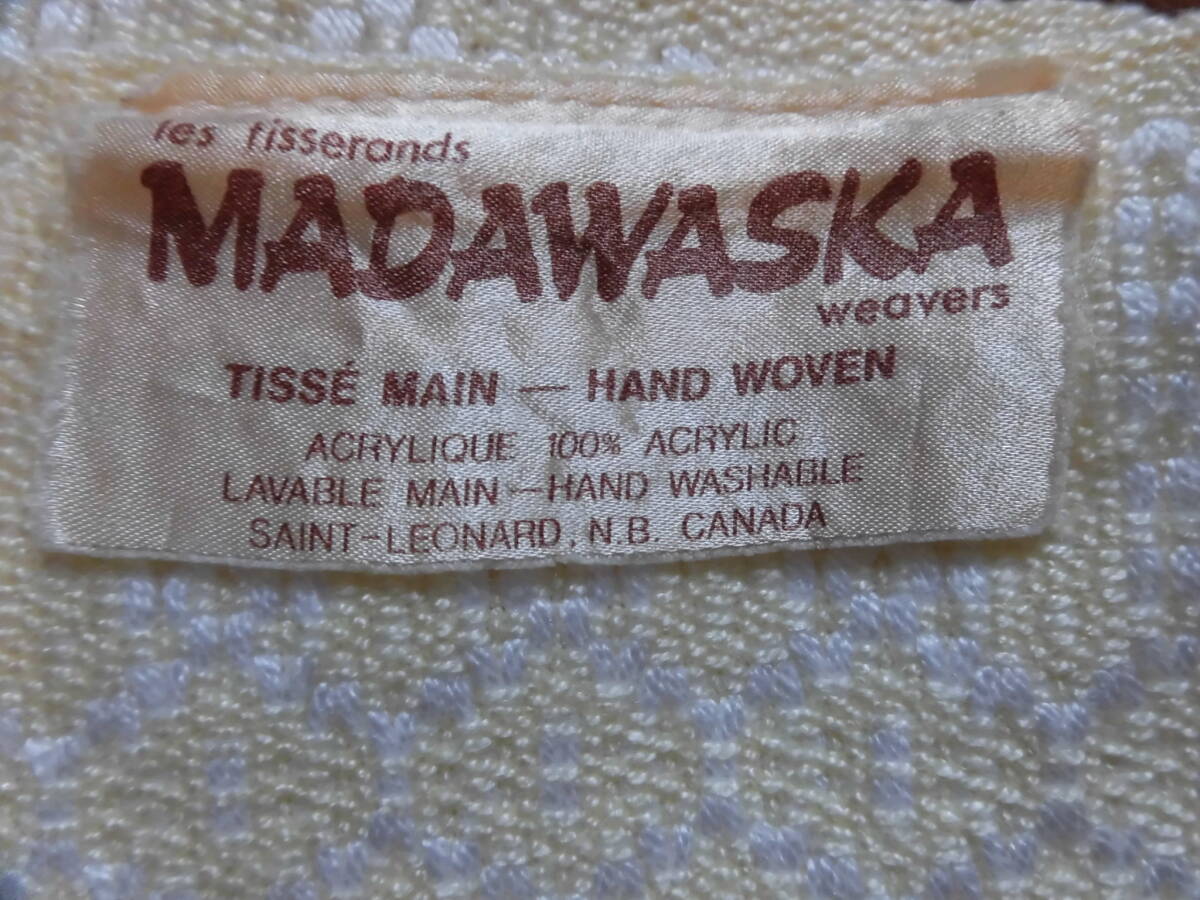 les tisserands
MADAWASKA
weavers
TISSÉ MAIN — HAND WOVEN
ACRYLIQUE 100% ACRYLIC
LAVABLE MAIN — HAND WASHABLE
SAINT-LEONARD, N.B. CANADA